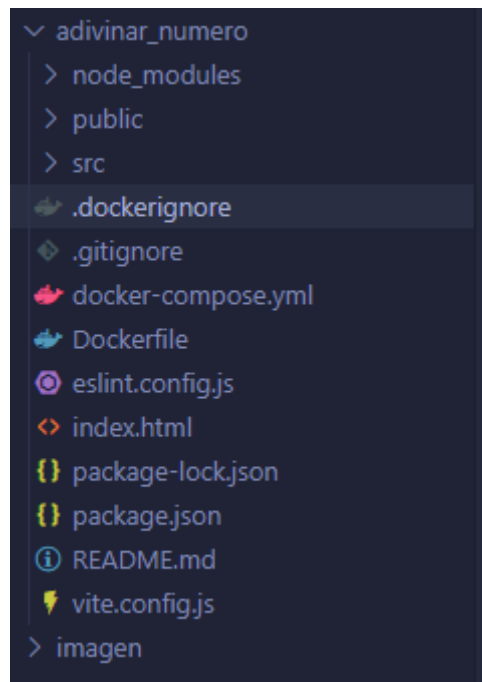 adivinar_numero
node_modules
public
src
.dockerignore
.gitignore
docker-compose.yml
Dockerfile
eslint.config.js
index.html
package-lock.json
package.json
README.md
vite.config.js
imagen